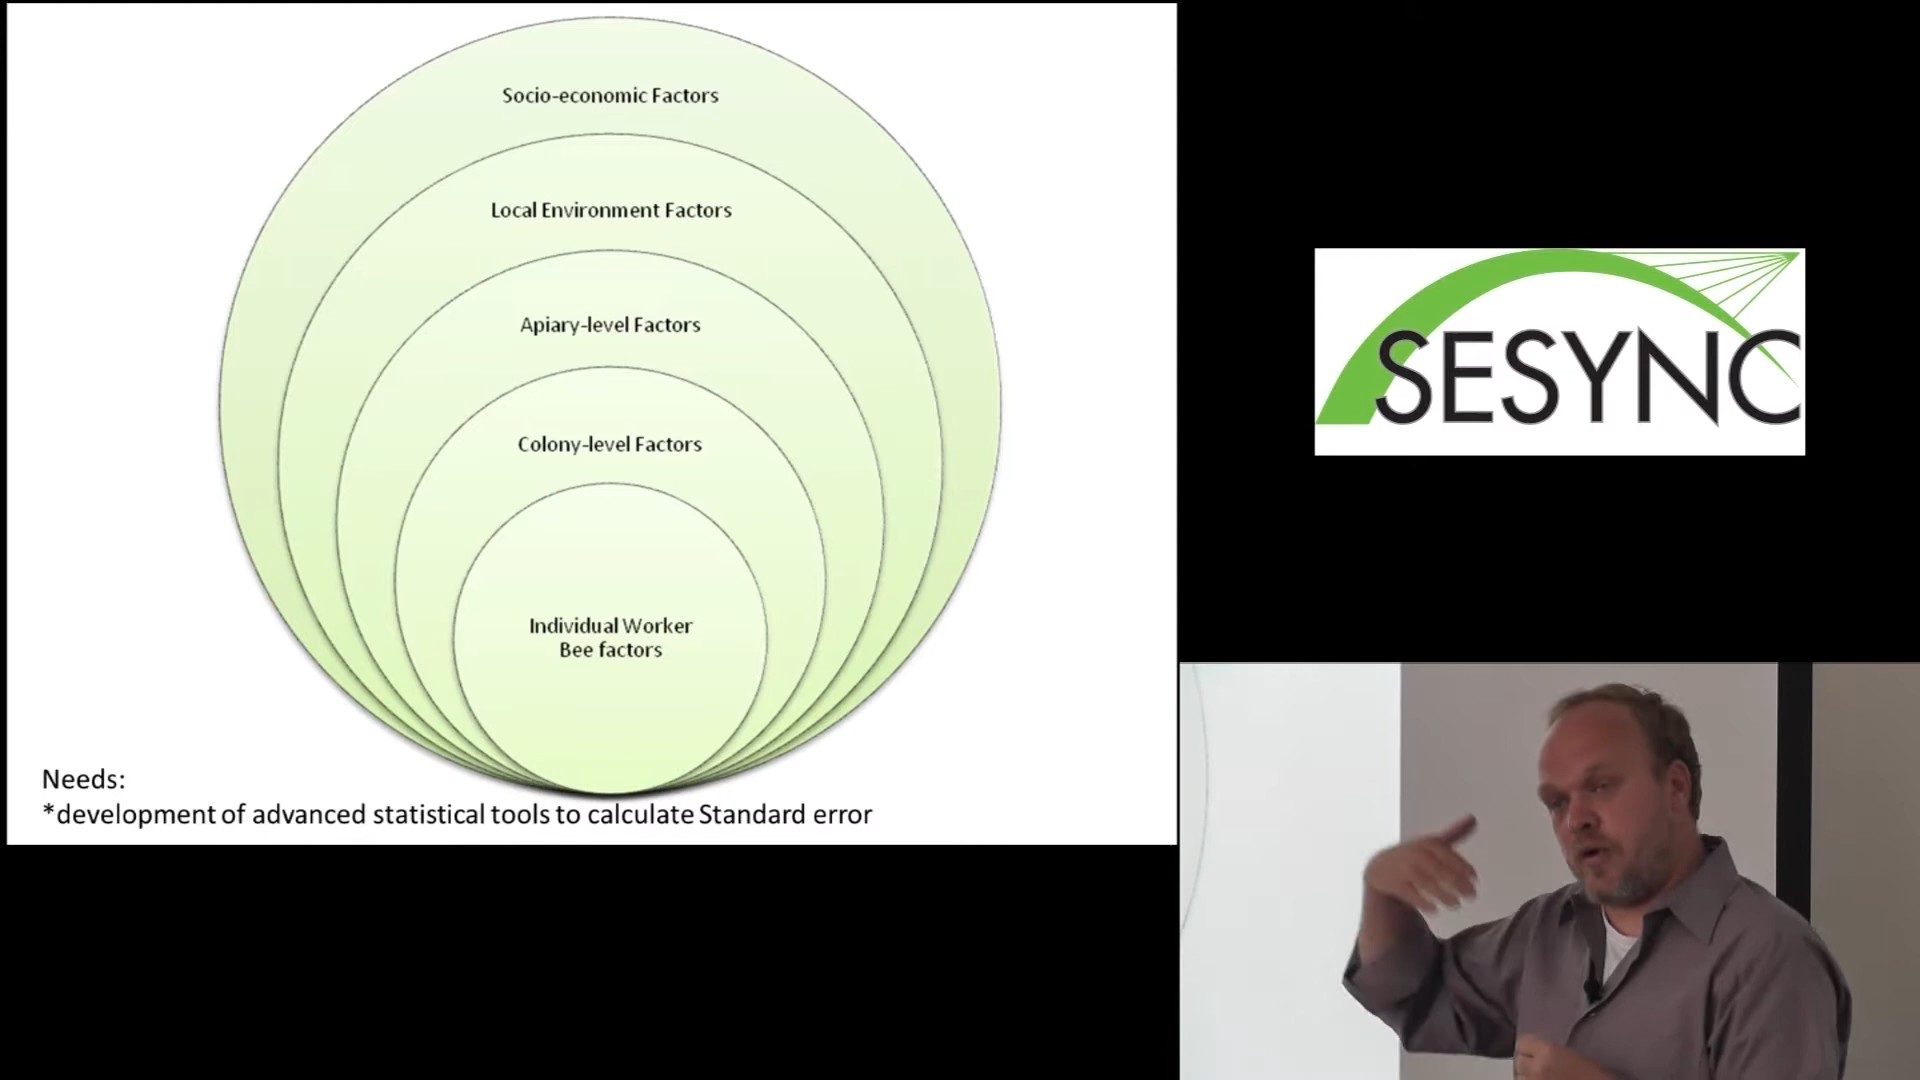 Socio-economic Factors
Local Environment Factors
Apiary-level Factors
Colony-level Factors
Individual Worker
Bee factors
Needs:
*development of advanced statistical tools to calculate Standard error
SESYNC